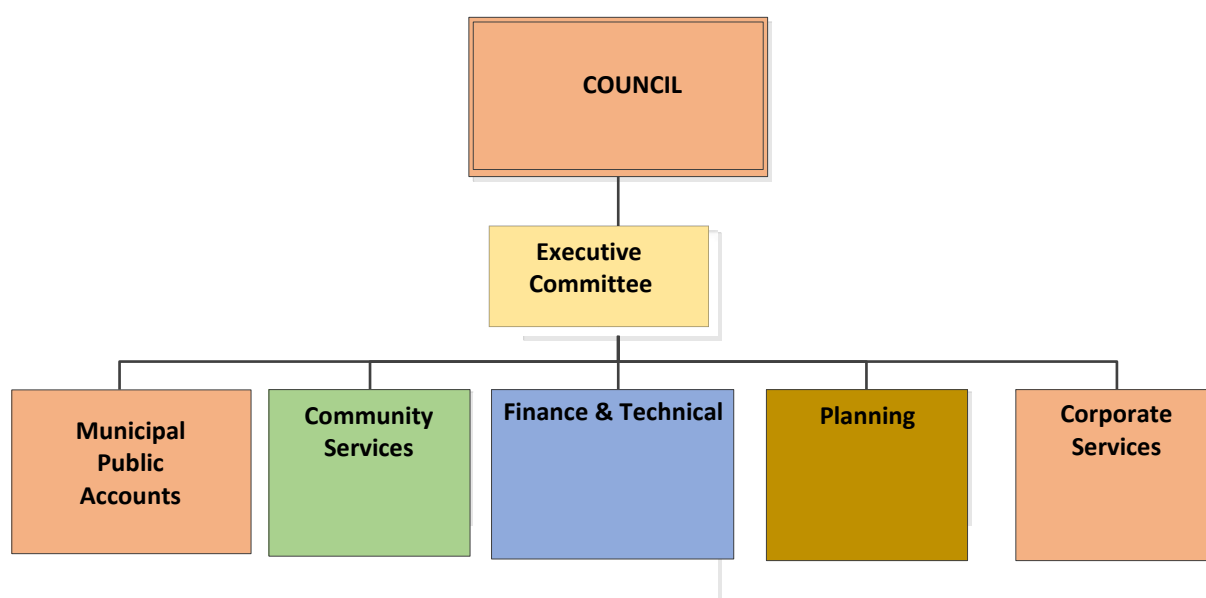 COUNCIL
Executive
Committee
Municipal
Public
Accounts
Community
Services
Finance & Technical
Planning
Corporate
Services